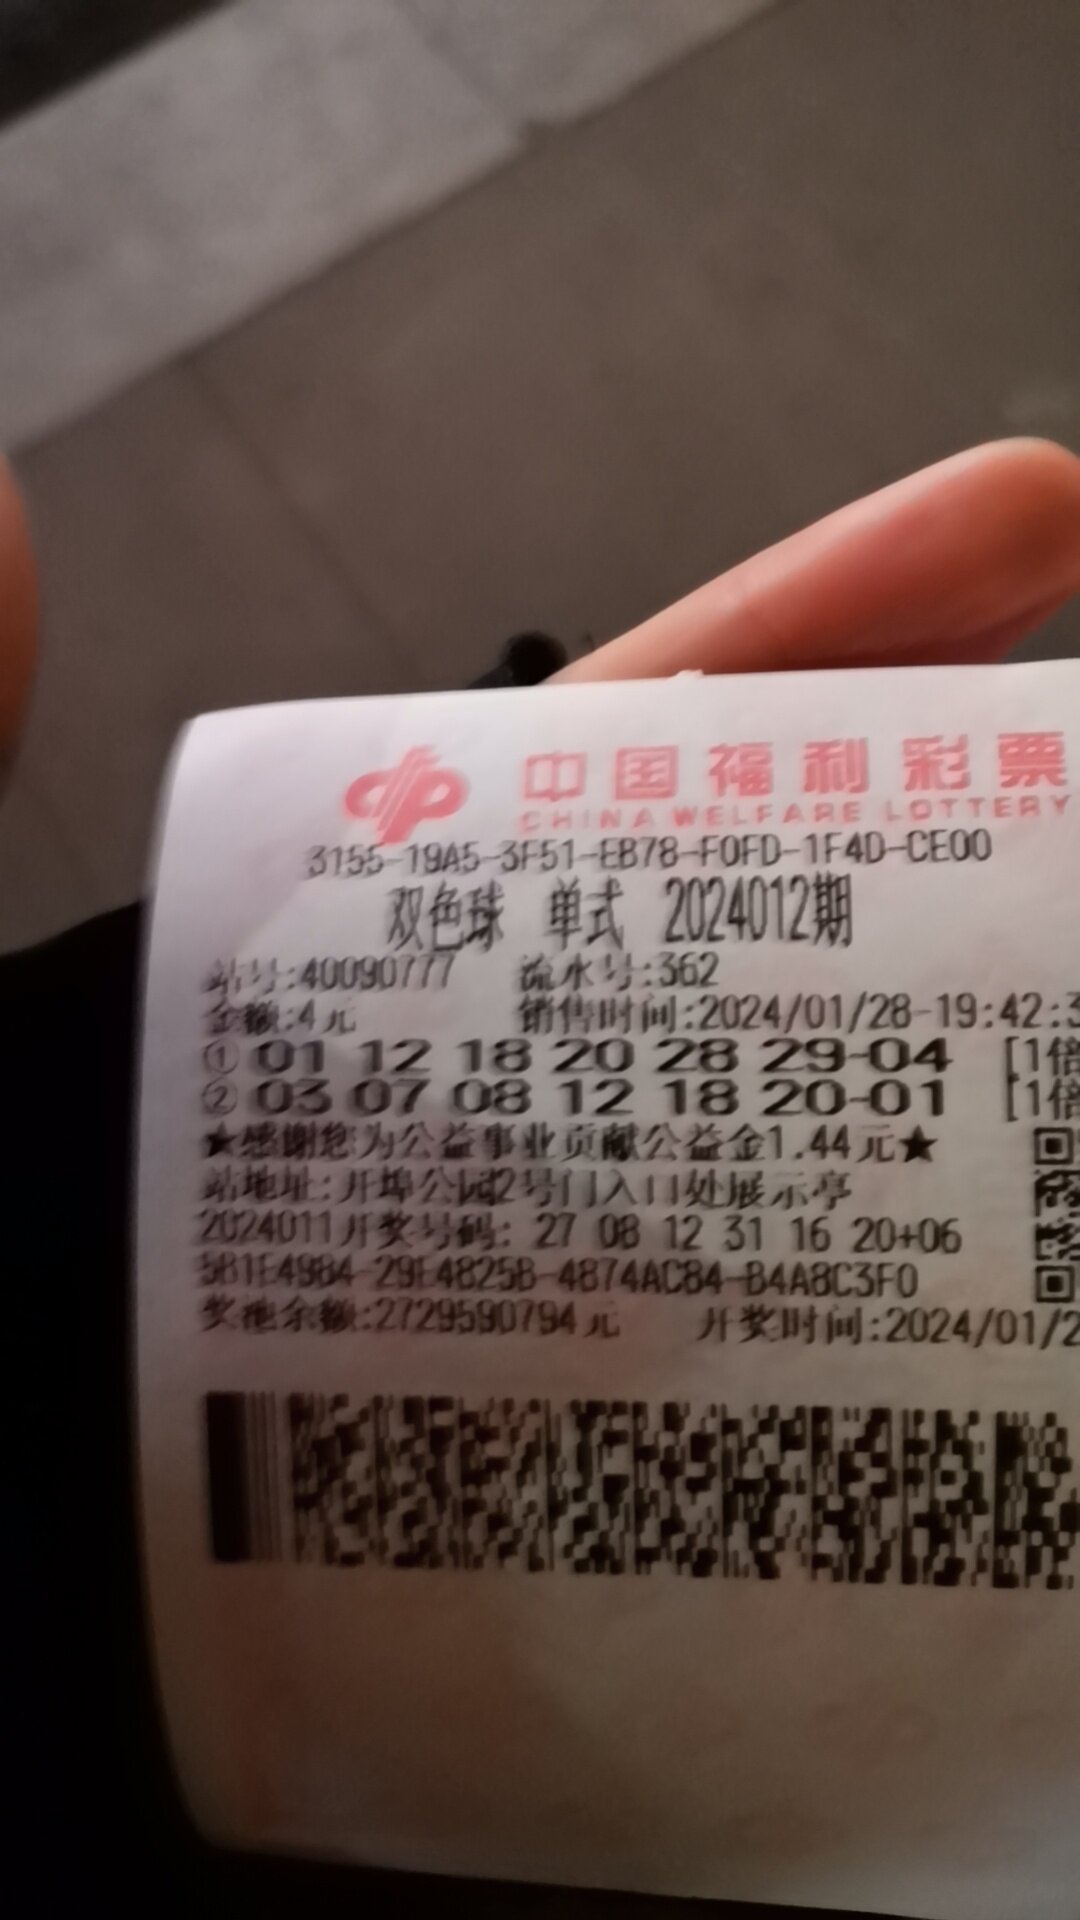 中国福利彩票
CHINA WELFARE LOTTERY
3155-19A5-3F51-EB78-F0FD-1F4D-CE00
双色球 单式 2024012期
站号:40090777 流水号:362
金额:4元 销售时间:2024/01/28-19:42:3
① 01 12 18 20 28 29-04 [1倍
② 03 07 08 12 18 20-01 [1倍
★感谢您为公益事业贡献公益金1.44元★
站地址:开埠公园2号门入口处展示亭
2024011开奖号码: 27 08 12 31 16 20+06
5B1E49B4-29E4825B-4874AC84-B4A8C3F0
奖池余额:2729590794元 开奖时间:2024/01/2